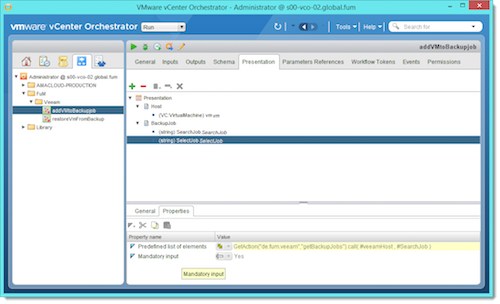 VMware vCenter Orchestrator - Administrator @ s00-vco-02.global.fum
vmware vCenter Orchestrator
Run
Tools
Help
Search for
addVMtoBackupjob
General Inputs Outputs Schema Presentation Parameters References Workflow Tokens Events Permissions
Administrator @ s00-vco-02.global.fum
AMACLOUD-PRODUCTION
FuM
Veeam
addVMtoBackupjob
restoreVmFromBackup
Library
Presentation
Host
(VC:VirtualMachine) vm
BackupJob
(string) SearchJob SearchJob
(string) SelectJob SelectJob
General Properties
Property name Value
Predefined list of elements GetAction("de.fum.veeam","getBackupJobs").call( #veeamHost , #SearchJob )
Mandatory input Yes
Mandatory input